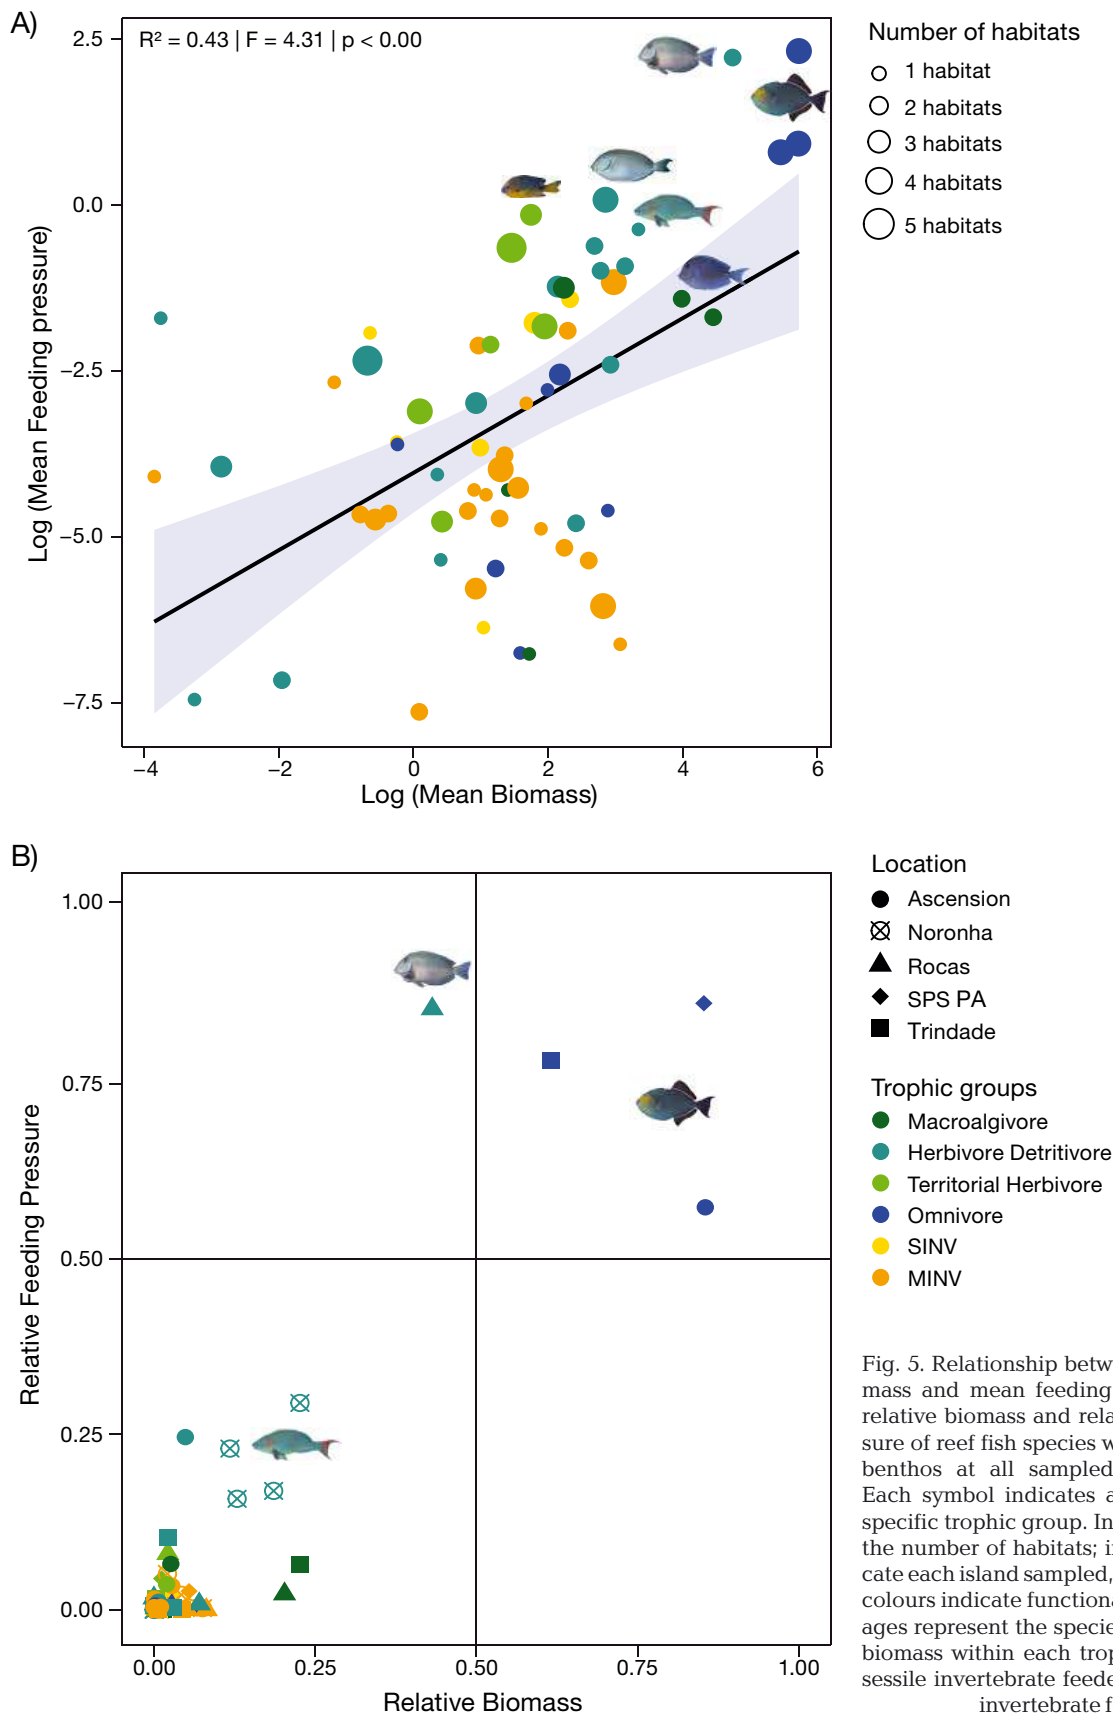 A)
R² = 0.43 | F = 4.31 | p < 0.00
2.5
0.0
−2.5
−5.0
−7.5
Log (Mean Feeding pressure)
−4
−2
0
2
4
6
Log (Mean Biomass)
Number of habitats
1 habitat
2 habitats
3 habitats
4 habitats
5 habitats
B)
1.00
0.75
0.50
0.25
0.00
Relative Feeding Pressure
0.00
0.25
0.50
0.75
1.00
Relative Biomass
Location
Ascension
Noronha
Rocas
SPS PA
Trindade
Trophic groups
Macroalgivore
Herbivore Detritivore
Territorial Herbivore
Omnivore
SINV
MINV
Fig. 5. Relationship betw
mass and mean feeding
relative biomass and rela
sure of reef fish species w
benthos at all sampled
Each symbol indicates a
specific trophic group. In
the number of habitats; i
cate each island sampled,
colours indicate function
ages represent the specie
biomass within each trop
sessile invertebrate feede
invertebrate f